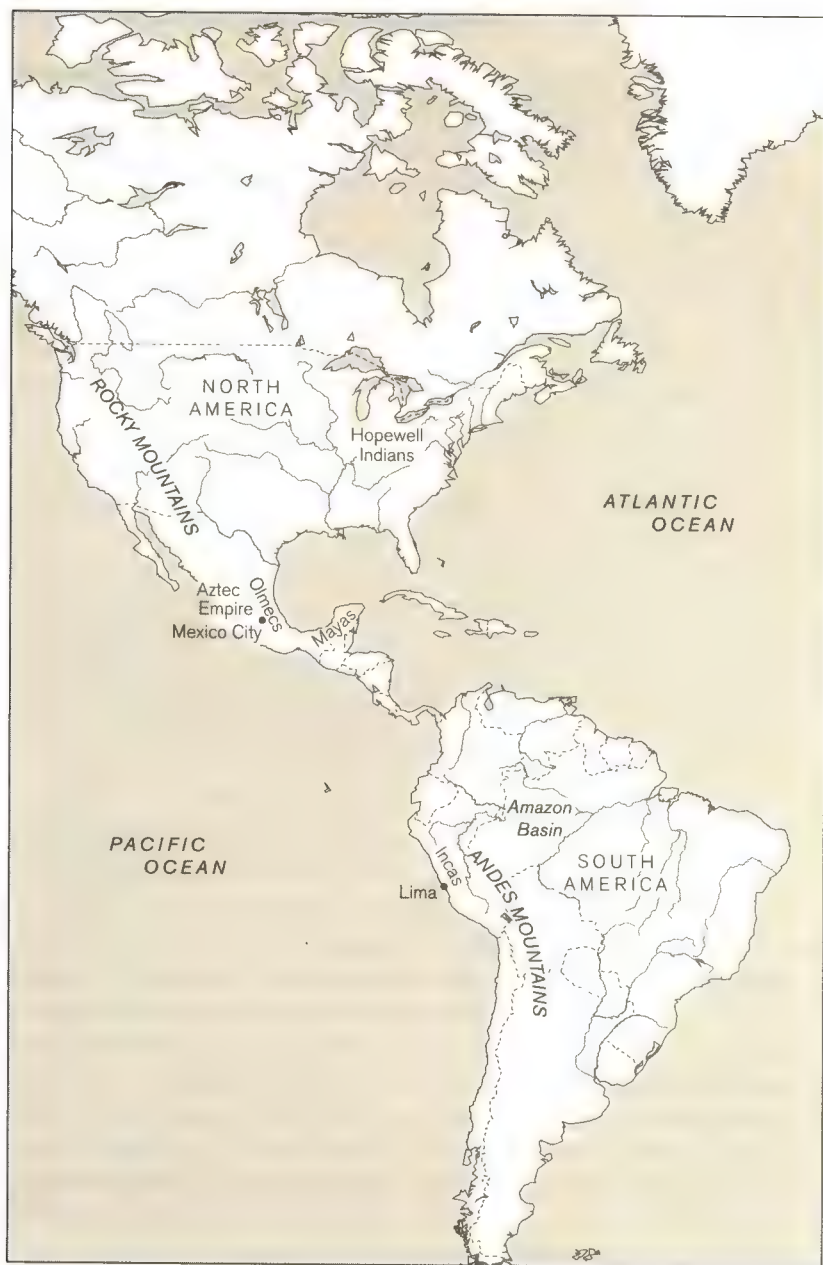 NORTH
AMERICA
ROCKY MOUNTAINS
Hopewell
Indians
ATLANTIC
OCEAN
Aztec
Empire
Olmecs
Mexico City
Mayas
Amazon
Basin
PACIFIC
OCEAN
Incas
SOUTH
AMERICA
Lima
ANDES MOUNTAINS